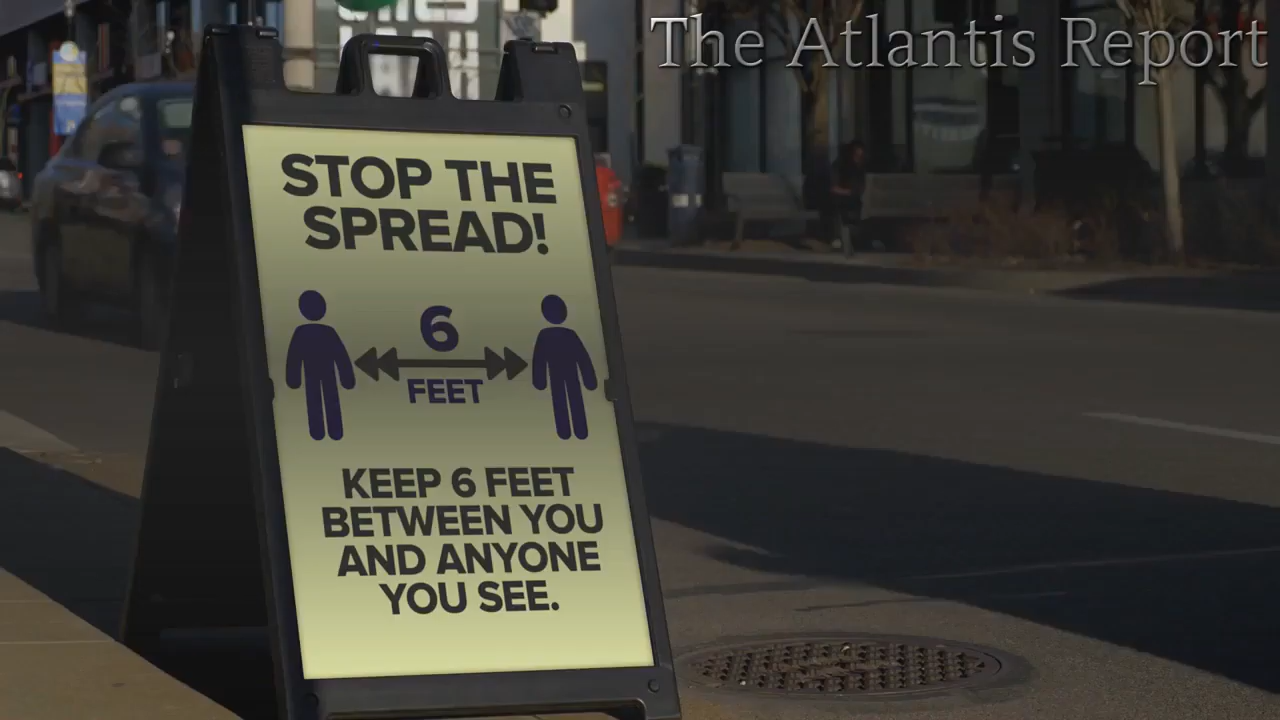 The Atlantis Report
STOP THE
SPREAD!
6
FEET
KEEP 6 FEET
BETWEEN YOU
AND ANYONE
YOU SEE.